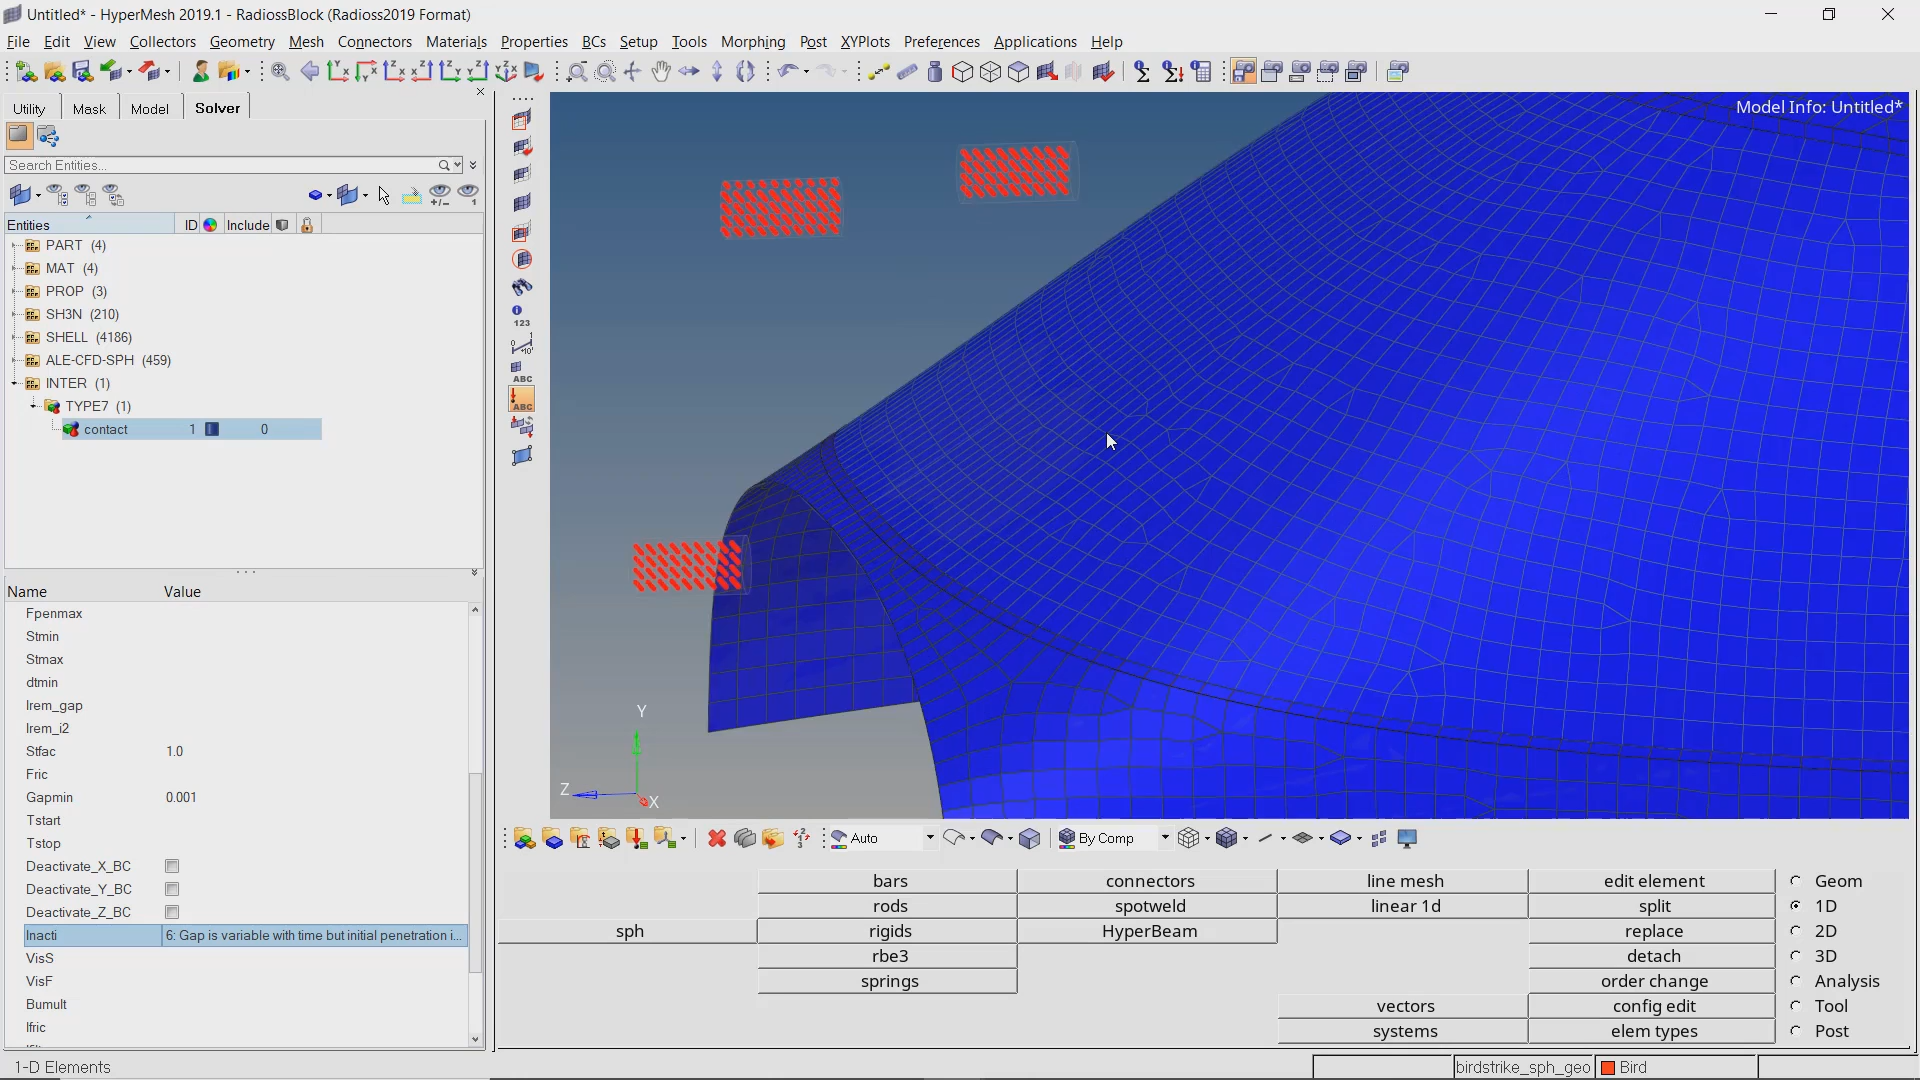 Untitled* - HyperMesh 2019.1 - RadiossBlock (Radioss2019 Format)
File Edit View Collectors Geometry Mesh Connectors Materials Properties BCs Setup Tools Morphing Post XYPlots Preferences Applications Help
Utility Mask Model Solver
Model Info: Untitled*
Search Entities...
Entities ID Include
PART (4)
MAT (4)
PROP (3)
SH3N (210)
SHELL (4186)
ALE-CFD-SPH (459)
INTER (1)
TYPE7 (1)
contact 1 0
123
ABC
ABC
Name Value
Fpenmax
Stmin
Stmax
dtmin
Irem_gap
Irem_i2
Stfac 1.0
Fric
Gapmin 0.001
Tstart
Tstop
Deactivate_X_BC
Deactivate_Y_BC
Deactivate_Z_BC
Inacti 6: Gap is variable with time but initial penetration i...
VisS
VisF
Bumult
Ifric
Y
Z
X
Auto By Comp
bars connectors line mesh edit element Geom
rods spotweld linear 1d split 1D
sph rigids HyperBeam replace 2D
rbe3 detach 3D
springs order change Analysis
vectors config edit Tool
systems elem types Post
1-D Elements birdstrike_sph_geo Bird